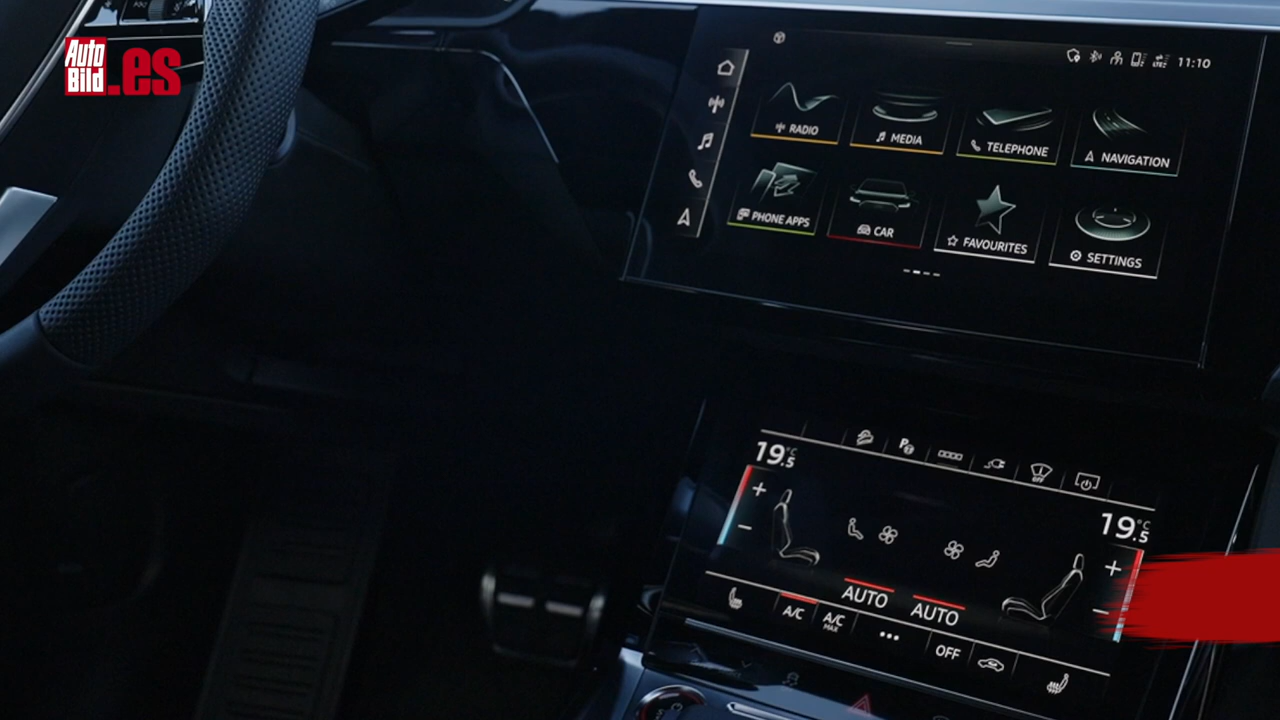 Auto
Bild
.es
11:10
RADIO
MEDIA
TELEPHONE
NAVIGATION
PHONE APPS
CAR
FAVOURITES
SETTINGS
19.5 °C
P
OFF
19.5 °C
AUTO
AUTO
A/C
A/C
MAX
OFF